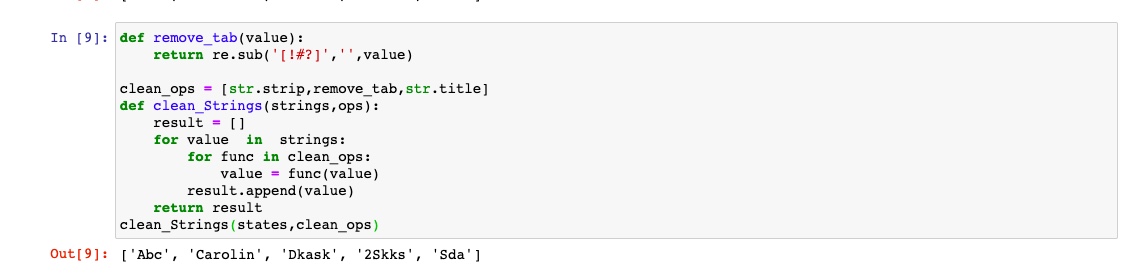 In [9]: def remove_tab(value):
    return re.sub('[!#?]','',value)
clean_ops = [str.strip,remove_tab,str.title]
def clean_Strings(strings,ops):
    result = []
    for value  in  strings:
        for func in clean_ops:
            value = func(value)
        result.append(value)
    return result
clean_Strings(states,clean_ops)
Out[9]: ['Abc', 'Carolin', 'Dkask', '2Skks', 'Sda']